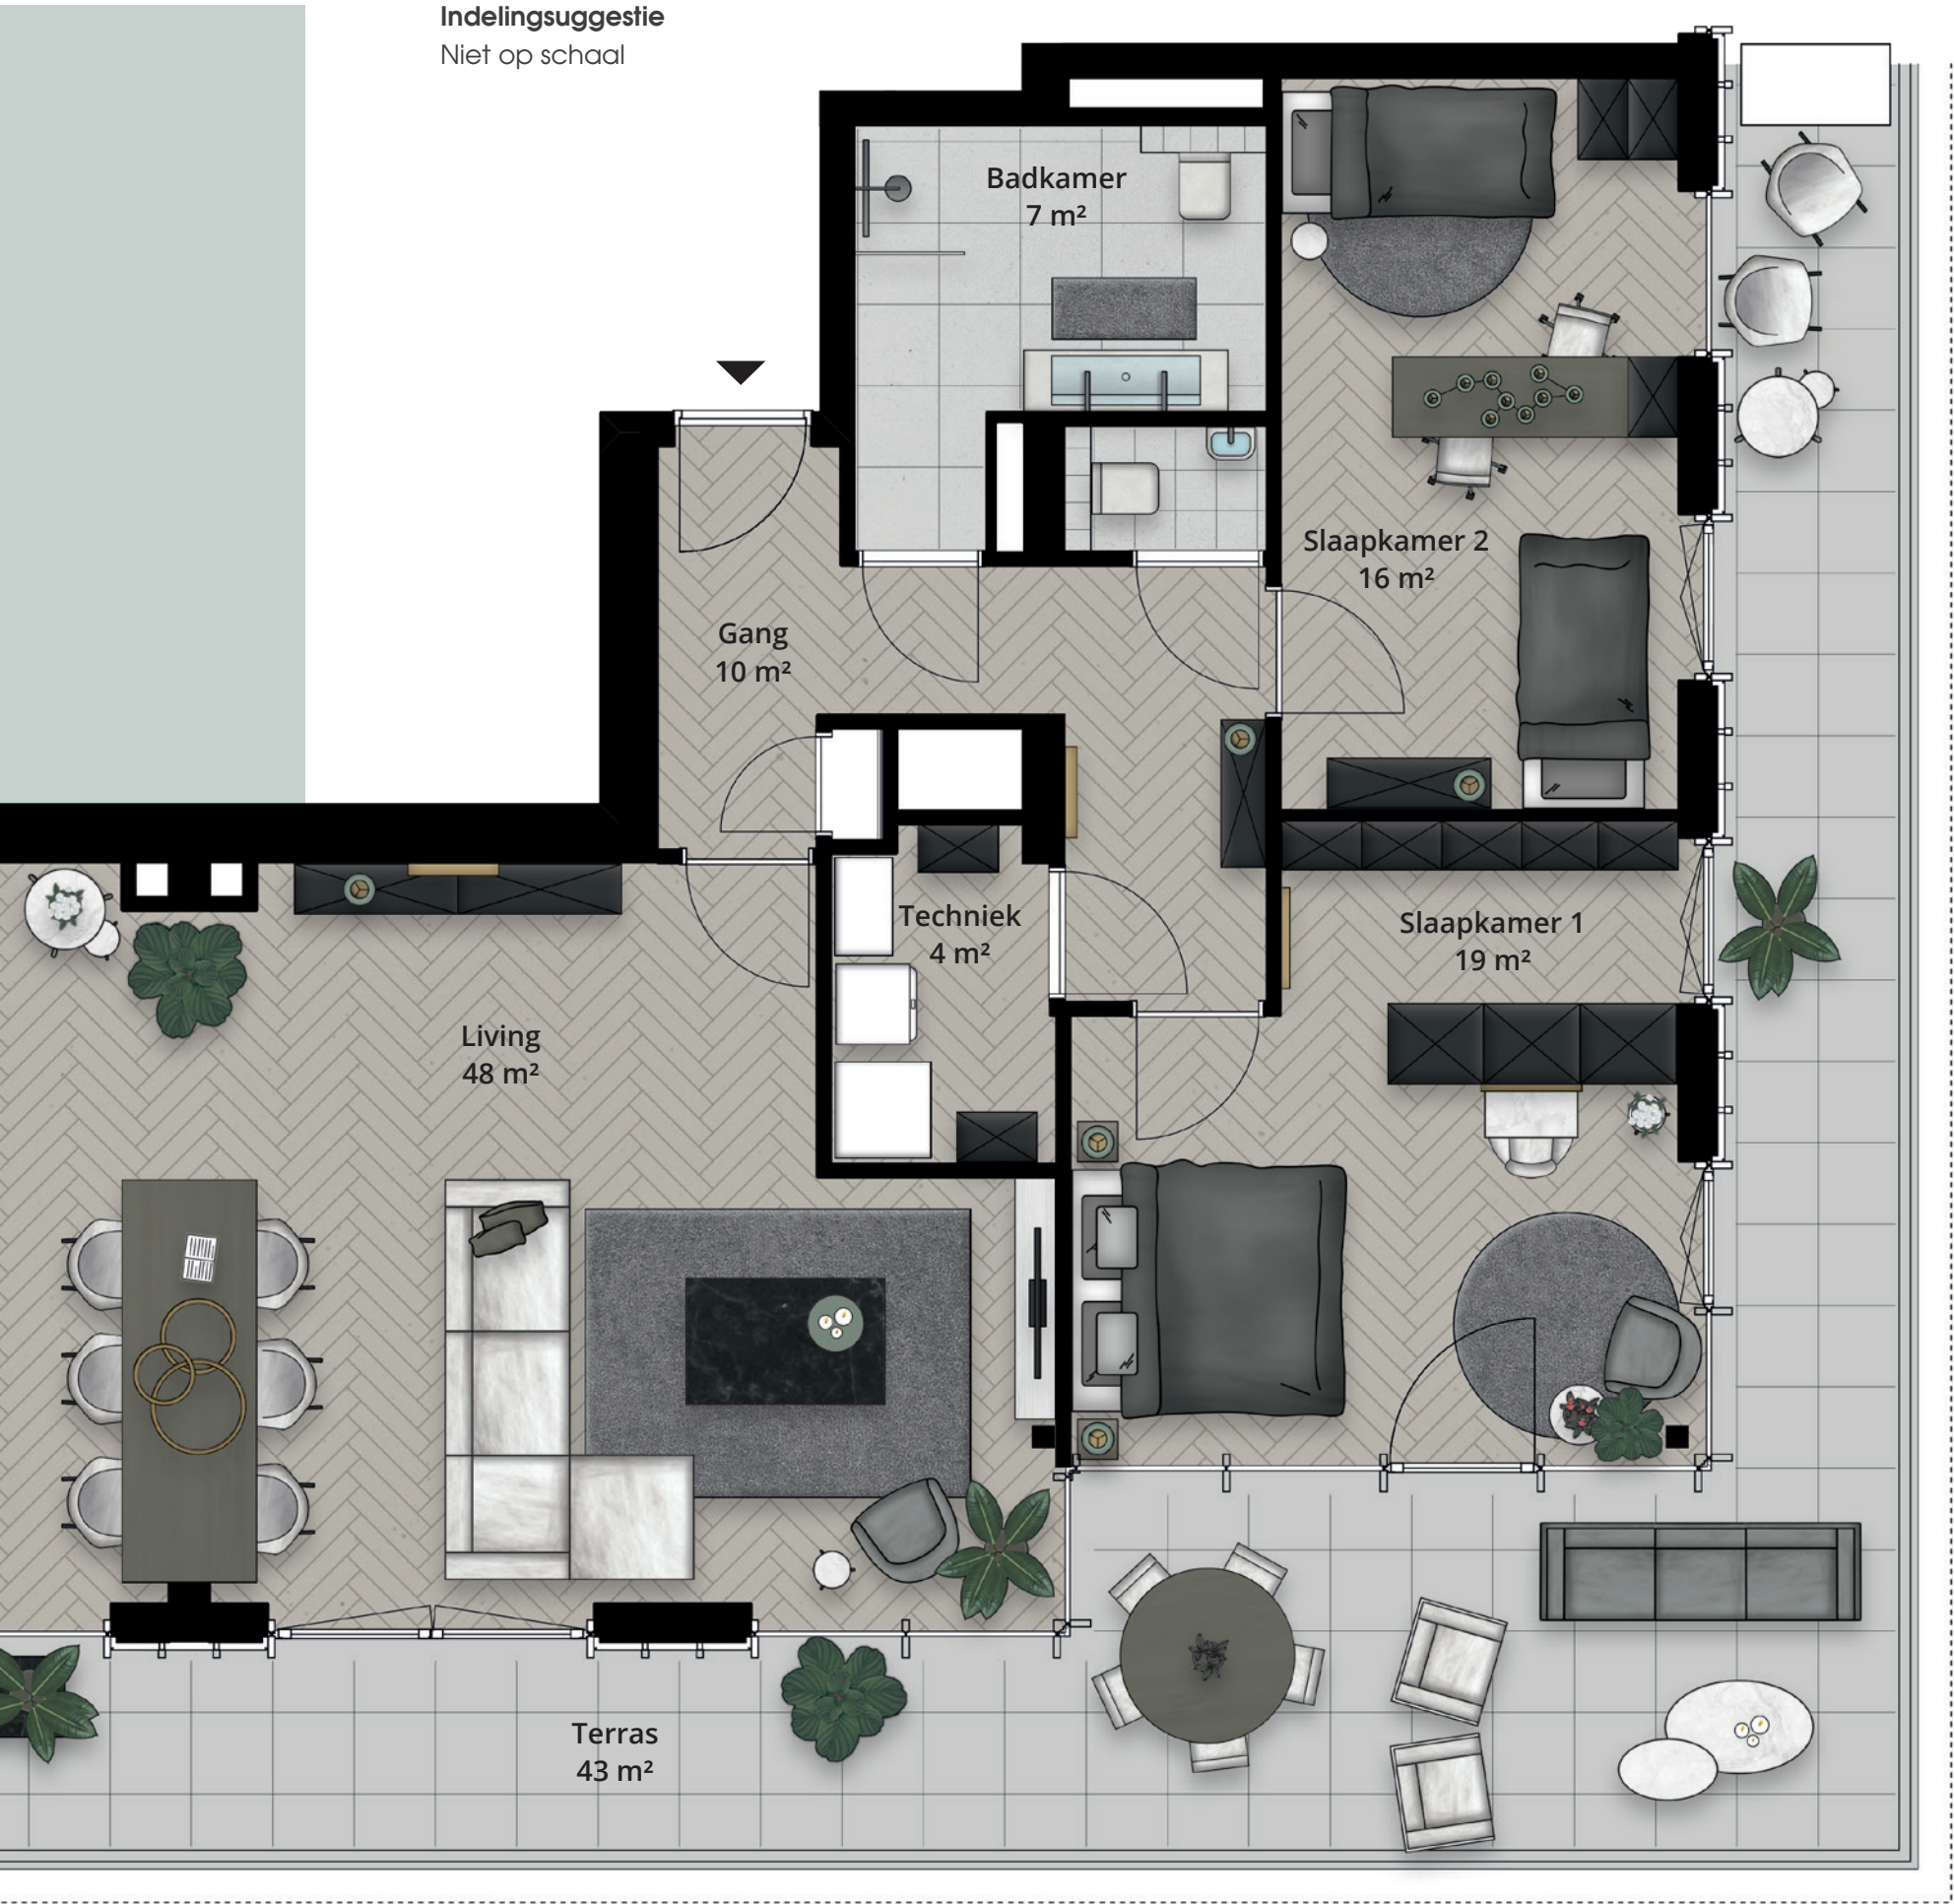 Indelingsuggestie
Niet op schaal
Badkamer
7 m²
Slaapkamer 2
16 m²
Gang
10 m²
Techniek
4 m²
Slaapkamer 1
19 m²
Living
48 m²
Terras
43 m²